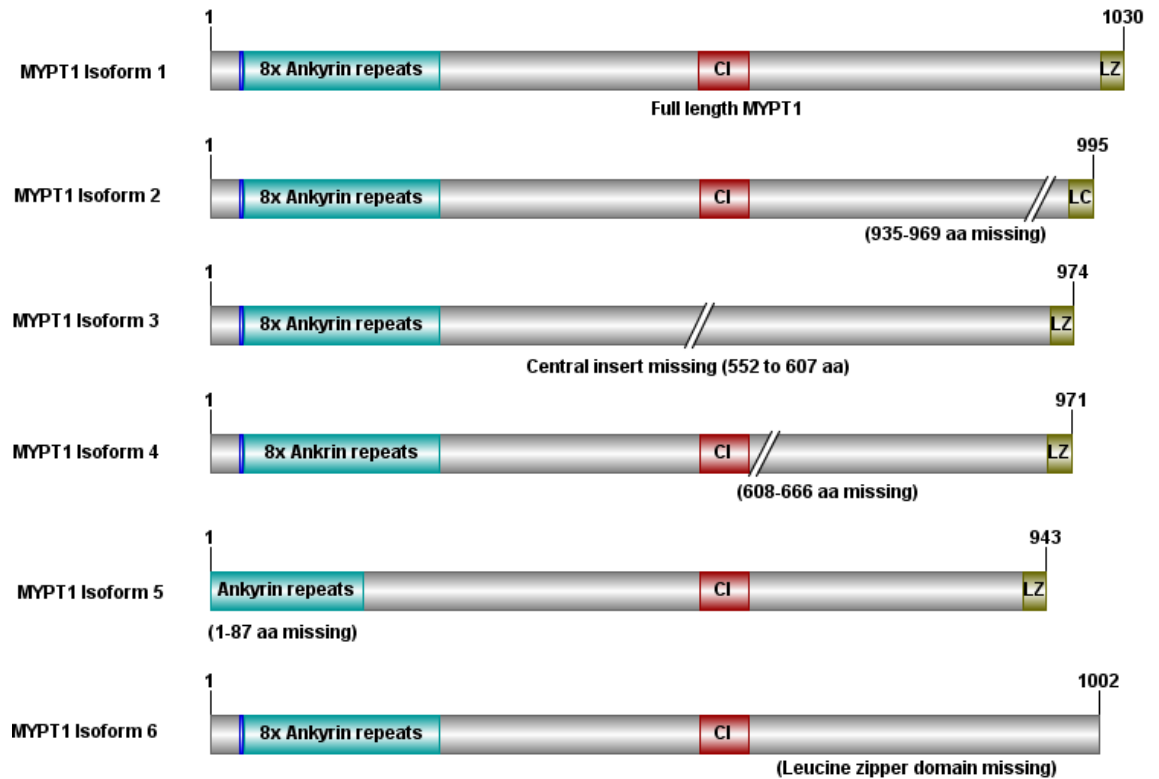 1 1030
MYPT1 Isoform 1 8x Ankyrin repeats CI LZ
Full length MYPT1
1 995
MYPT1 Isoform 2 8x Ankyrin repeats CI LC
(935-969 aa missing)
1 974
MYPT1 Isoform 3 8x Ankyrin repeats LZ
Central insert missing (552 to 607 aa)
1 971
MYPT1 Isoform 4 8x Ankrin repeats CI LZ
(608-666 aa missing)
1 943
MYPT1 Isoform 5 Ankyrin repeats CI LZ
(1-87 aa missing)
1 1002
MYPT1 Isoform 6 8x Ankyrin repeats CI
(Leucine zipper domain missing)